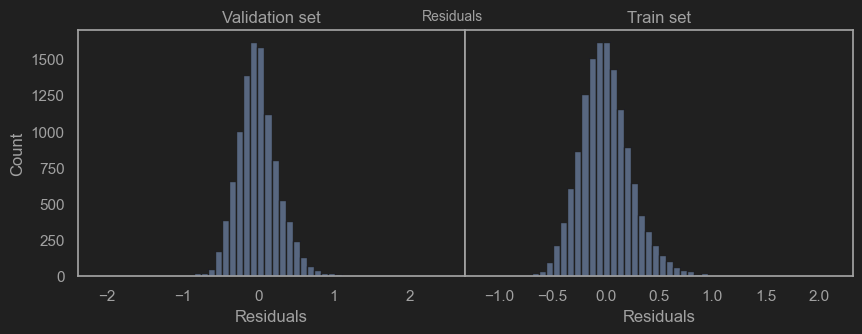 Residuals
Validation set
Train set
Count
1500
1250
1000
750
500
250
0
−2 −1 0 1 2
−1.0 −0.5 0.0 0.5 1.0 1.5 2.0
Residuals
Residuals